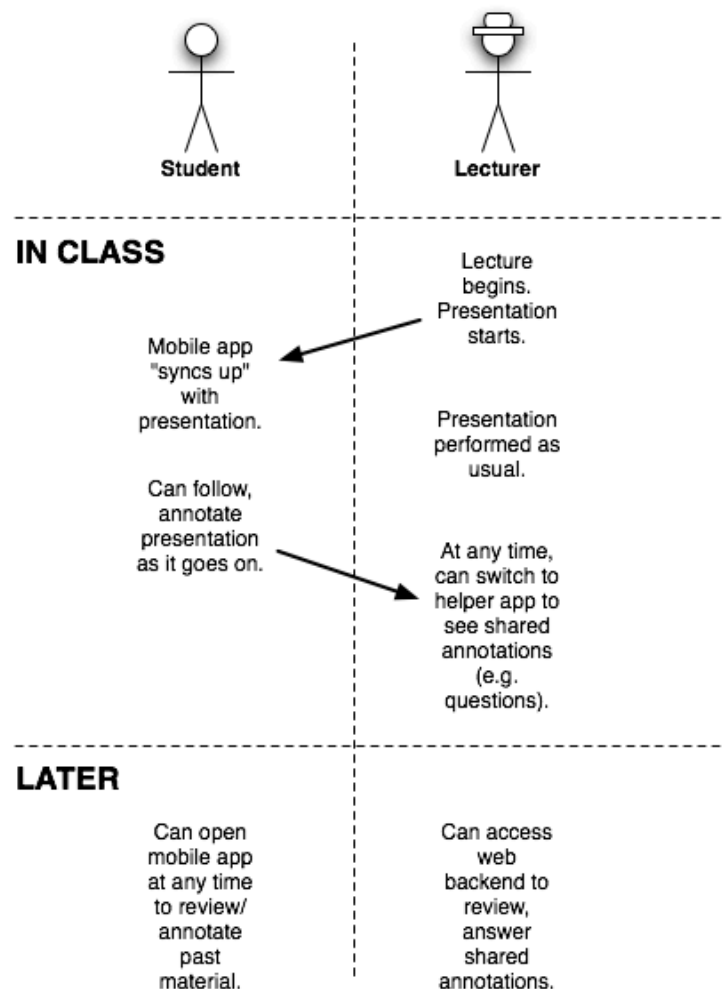 Student
Lecturer
IN CLASS
Lecture
begins.
Presentation
starts.
Mobile app
"syncs up"
with
presentation.
Presentation
performed as
usual.
Can follow,
annotate
presentation
as it goes on.
At any time,
can switch to
helper app to
see shared
annotations
(e.g.
questions).
LATER
Can open
mobile app
at any time
to review/
annotate
past
material.
Can access
web
backend to
review,
answer
shared
annotations.